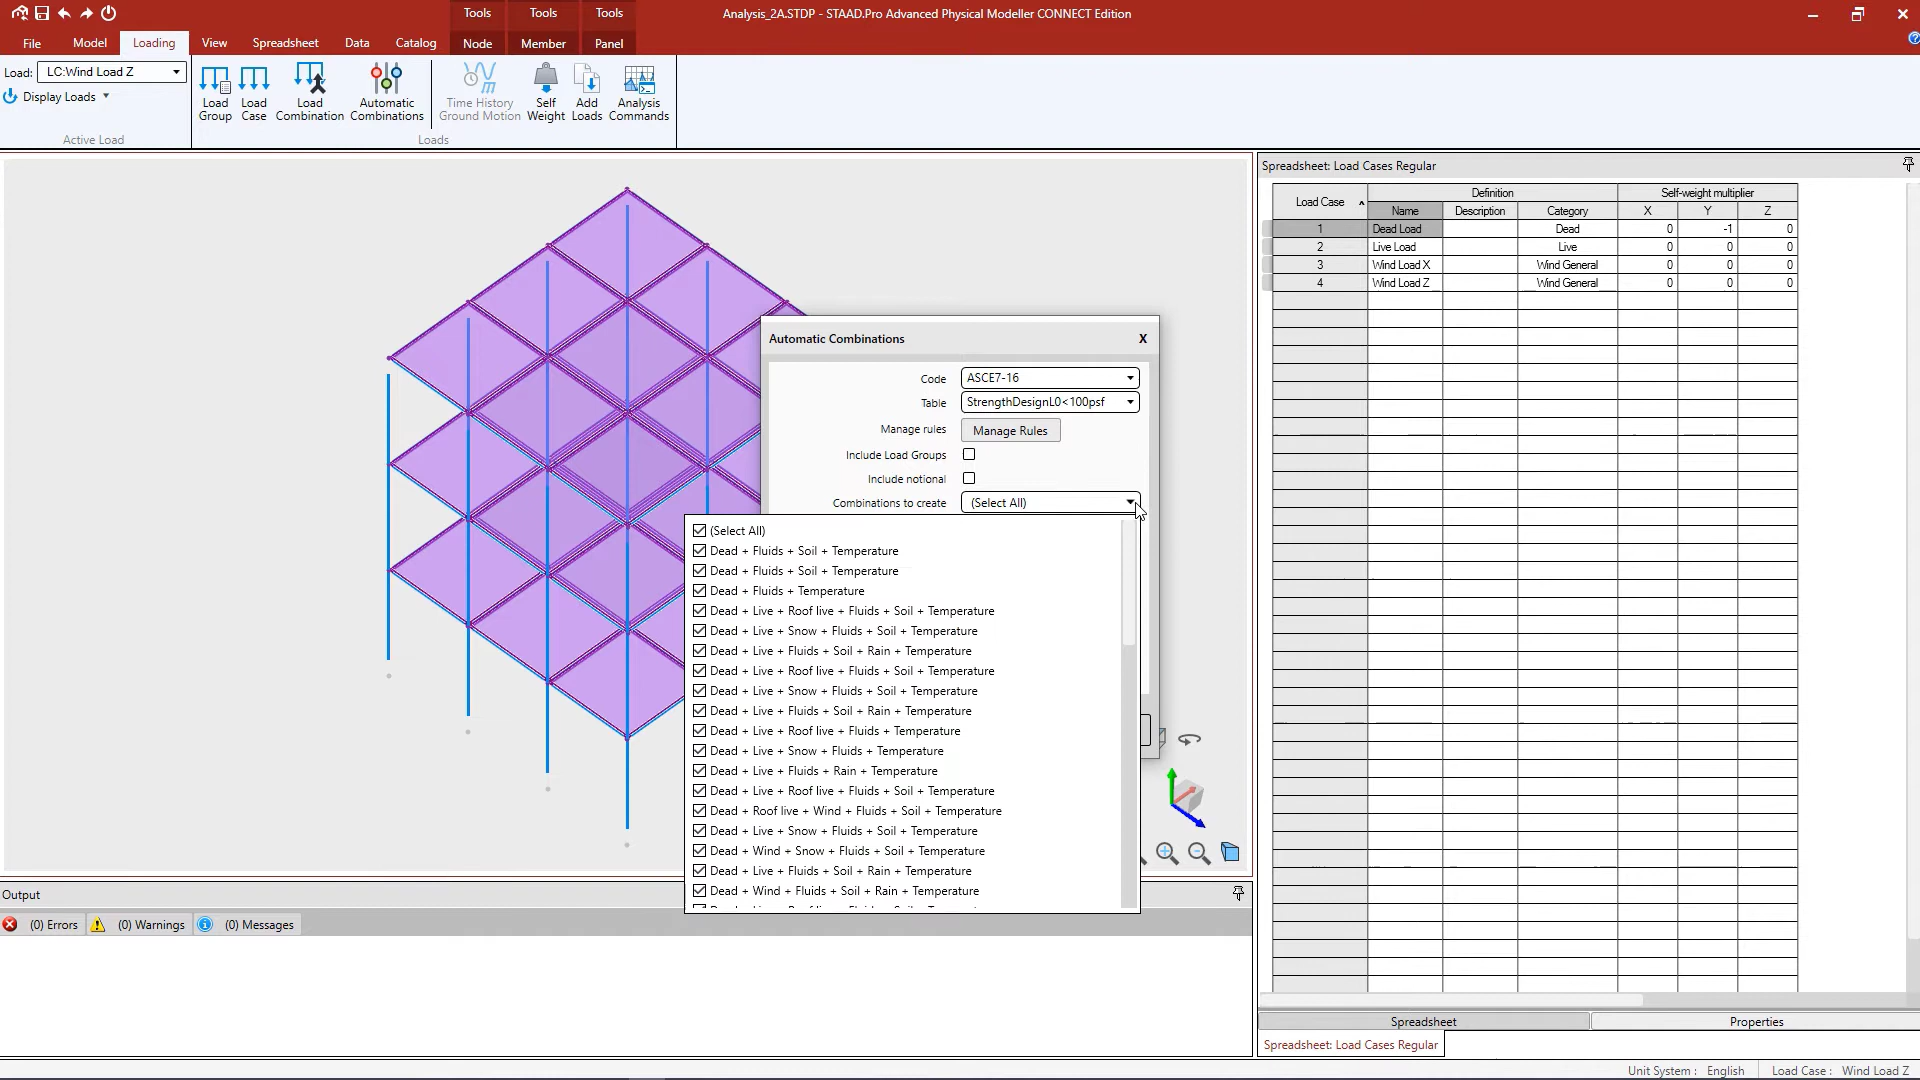 Tools Tools Tools Analysis_2A.STDP - STAAD.Pro Advanced Physical Modeller CONNECT Edition
File Model Loading View Spreadsheet Data Catalog Node Member Panel
Load: LC:Wind Load Z
Display Loads
Active Load
Load Group
Load Case
Load Combination
Automatic Combinations
Time History Ground Motion
Self Weight
Add Loads
Analysis Commands
Loads
Spreadsheet: Load Cases Regular
Load Case Definition Self-weight multiplier
Name Description Category X Y Z
1 Dead Load Dead 0 -1 0
2 Live Load Live 0 0 0
3 Wind Load X Wind General 0 0 0
4 Wind Load Z Wind General 0 0 0
Automatic Combinations X
Code ASCE7-16
Table StrengthDesignL0<100psf
Manage rules Manage Rules
Include Load Groups
Include notional
Combinations to create (Select All)
(Select All)
Dead + Fluids + Soil + Temperature
Dead + Fluids + Soil + Temperature
Dead + Fluids + Temperature
Dead + Live + Roof live + Fluids + Soil + Temperature
Dead + Live + Snow + Fluids + Soil + Temperature
Dead + Live + Fluids + Soil + Rain + Temperature
Dead + Live + Roof live + Fluids + Soil + Temperature
Dead + Live + Snow + Fluids + Soil + Temperature
Dead + Live + Fluids + Soil + Rain + Temperature
Dead + Live + Roof live + Fluids + Temperature
Dead + Live + Snow + Fluids + Temperature
Dead + Live + Fluids + Rain + Temperature
Dead + Live + Roof live + Fluids + Soil + Temperature
Dead + Roof live + Wind + Fluids + Soil + Temperature
Dead + Live + Snow + Fluids + Soil + Temperature
Dead + Wind + Snow + Fluids + Soil + Temperature
Dead + Live + Fluids + Soil + Rain + Temperature
Dead + Wind + Fluids + Soil + Rain + Temperature
Output
(0) Errors (0) Warnings (0) Messages
Spreadsheet Properties
Spreadsheet: Load Cases Regular
Unit System : English Load Case : Wind Load Z